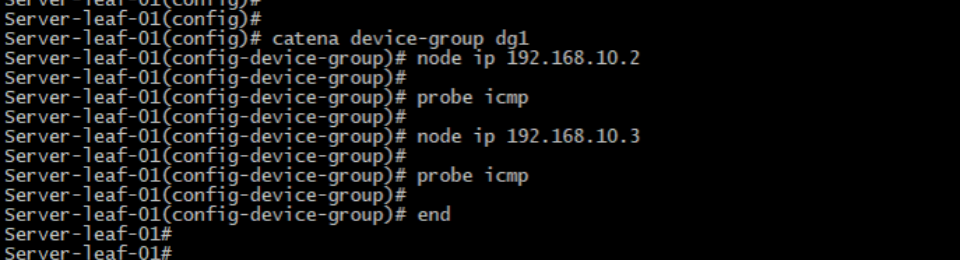 Server-leaf-01(config)#
Server-leaf-01(config)#
Server-leaf-01(config)# catena device-group dg1
Server-leaf-01(config-device-group)# node ip 192.168.10.2
Server-leaf-01(config-device-group)#
Server-leaf-01(config-device-group)# probe icmp
Server-leaf-01(config-device-group)#
Server-leaf-01(config-device-group)# node ip 192.168.10.3
Server-leaf-01(config-device-group)#
Server-leaf-01(config-device-group)# probe icmp
Server-leaf-01(config-device-group)#
Server-leaf-01(config-device-group)# end
Server-leaf-01#
Server-leaf-01#